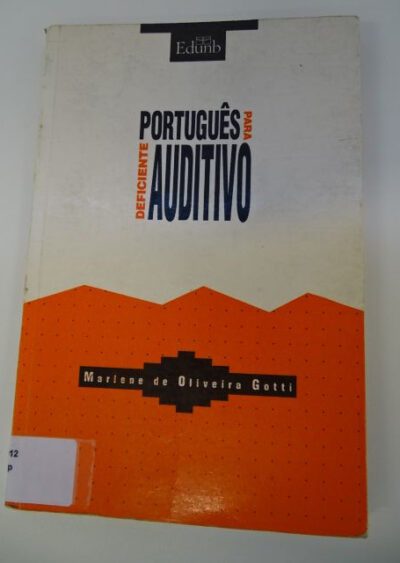 Edunb
PORTUGUÊS
PARA
DEFICIENTE
AUDITIVO
Marlene de Oliveira Gotti
12
p